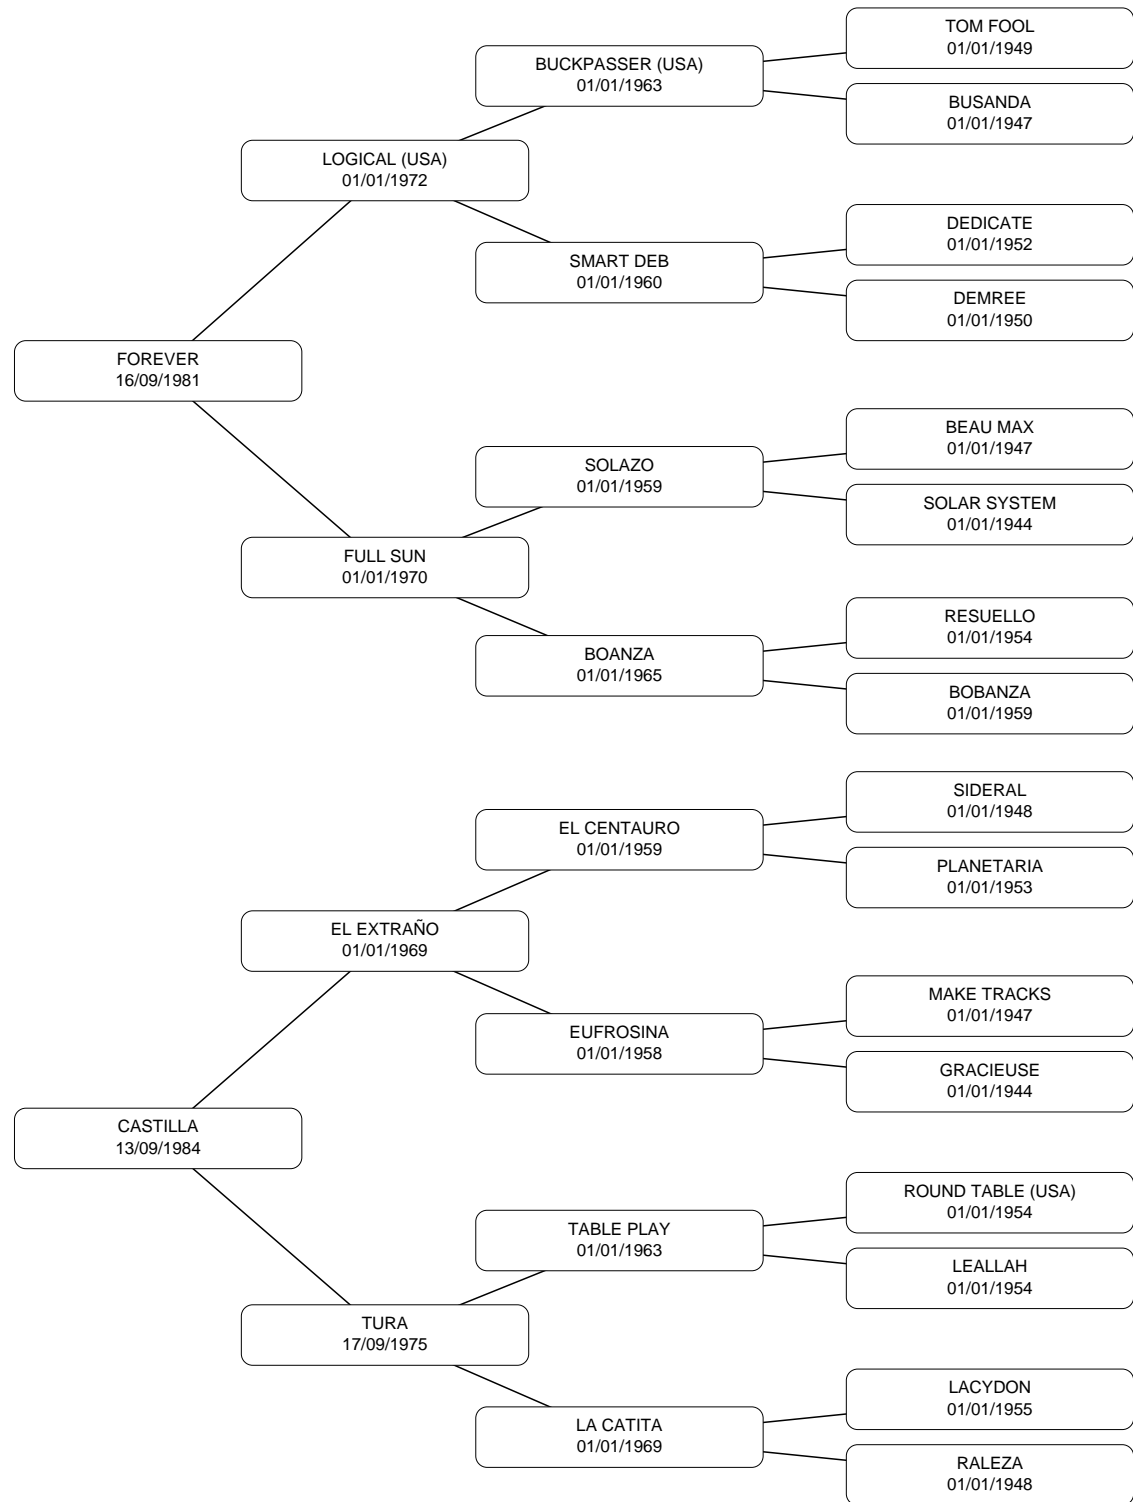 TOM FOOL
01/01/1949
BUCKPASSER (USA)
01/01/1963
BUSANDA
01/01/1947
LOGICAL (USA)
01/01/1972
DEDICATE
01/01/1952
SMART DEB
01/01/1960
DEMREE
01/01/1950
FOREVER
16/09/1981
BEAU MAX
01/01/1947
SOLAZO
01/01/1959
SOLAR SYSTEM
01/01/1944
FULL SUN
01/01/1970
RESUELLO
01/01/1954
BOANZA
01/01/1965
BOBANZA
01/01/1959
SIDERAL
01/01/1948
EL CENTAURO
01/01/1959
PLANETARIA
01/01/1953
EL EXTRAÑO
01/01/1969
MAKE TRACKS
01/01/1947
EUFROSINA
01/01/1958
GRACIEUSE
01/01/1944
CASTILLA
13/09/1984
ROUND TABLE (USA)
01/01/1954
TABLE PLAY
01/01/1963
LEALLAH
01/01/1954
TURA
17/09/1975
LACYDON
01/01/1955
LA CATITA
01/01/1969
RALEZA
01/01/1948